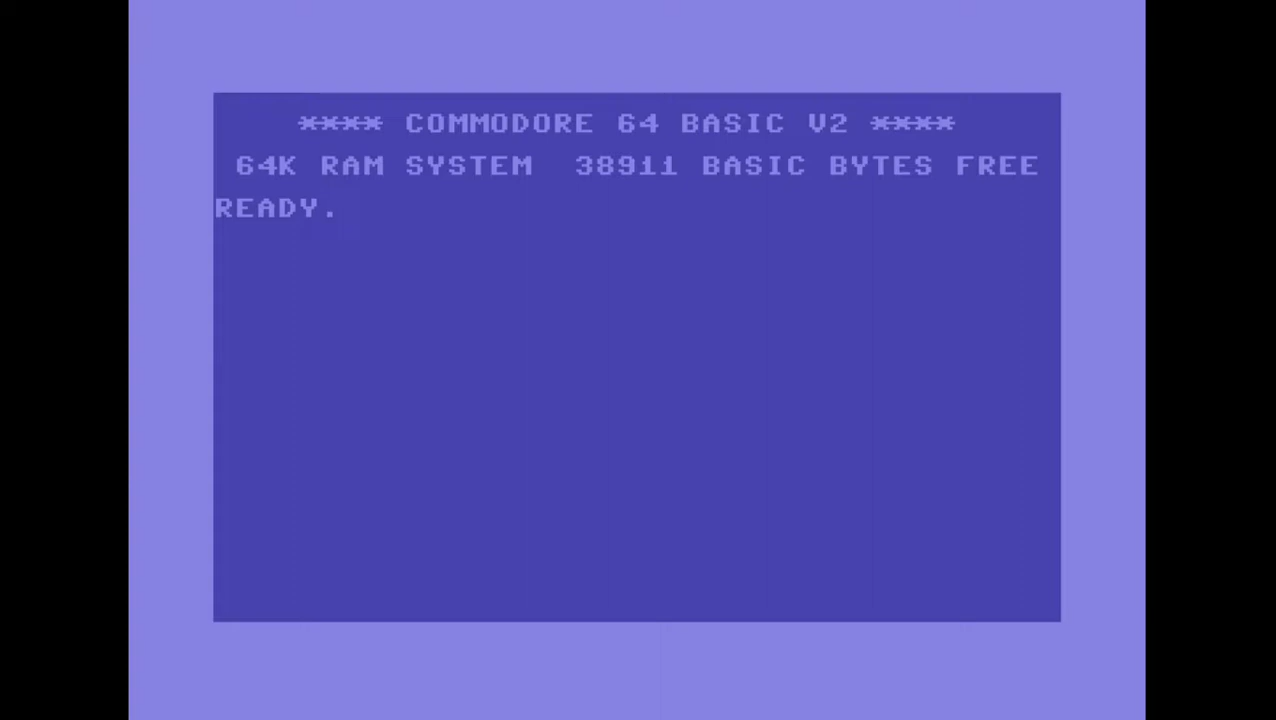 **** COMMODORE 64 BASIC V2 ****
64K RAM SYSTEM  38911 BASIC BYTES FREE
READY.